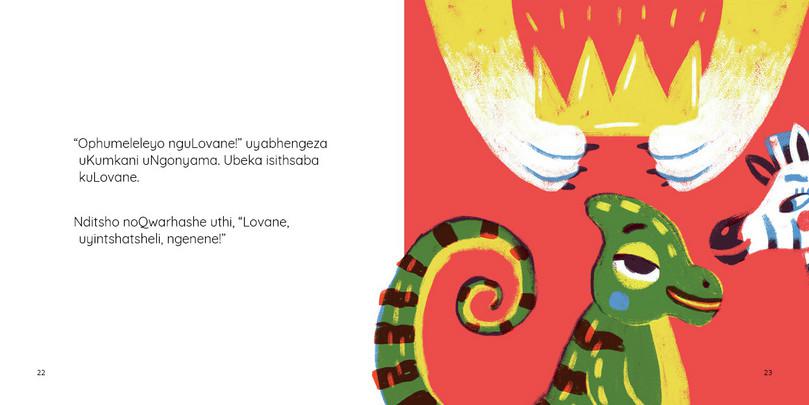 “Ophumeleleyo nguLovane!” uyabhengeza
uKumkani uNgonyama. Ubeka isithsaba
kuLovane.
Nditsho noQwarhashe uthi, “Lovane,
uyintshatsheli, ngenene!”
22
23